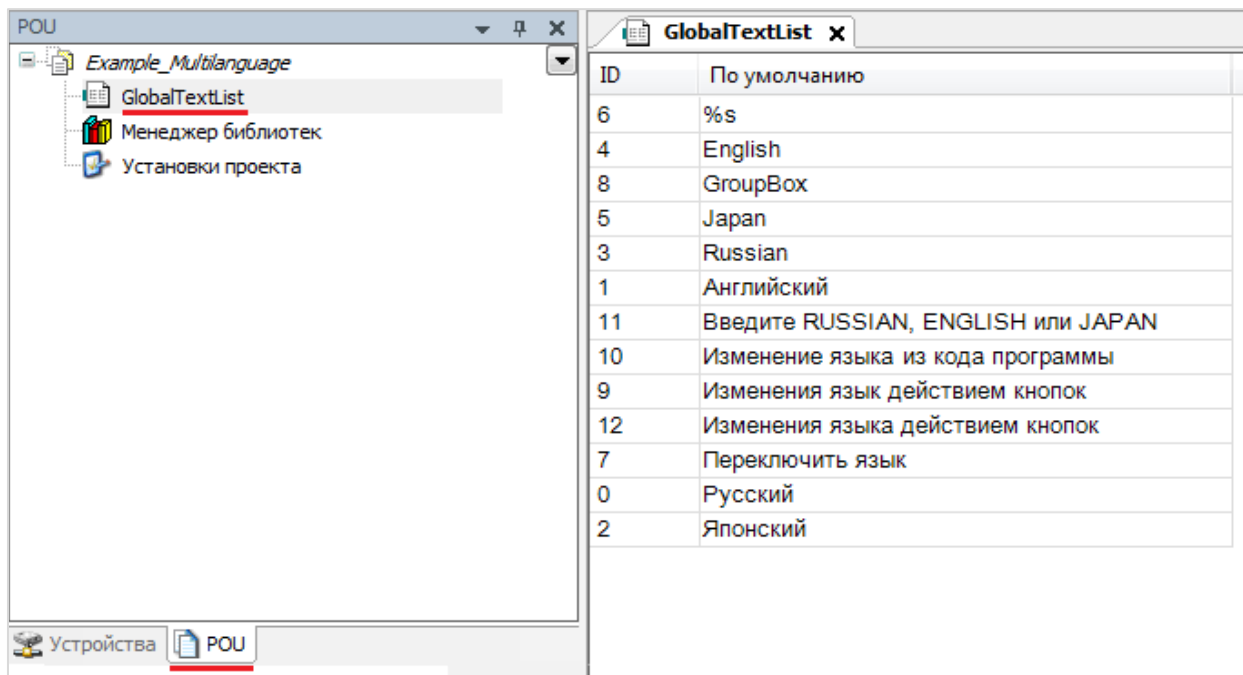 POU
Example_Multilanguage
GlobalTextList
Менеджер библиотек
Установки проекта
Устройства POU
GlobalTextList
ID По умолчанию
6 %s
4 English
8 GroupBox
5 Japan
3 Russian
1 Английский
11 Введите RUSSIAN, ENGLISH или JAPAN
10 Изменение языка из кода программы
9 Изменения язык действием кнопок
12 Изменения языка действием кнопок
7 Переключить язык
0 Русский
2 Японский